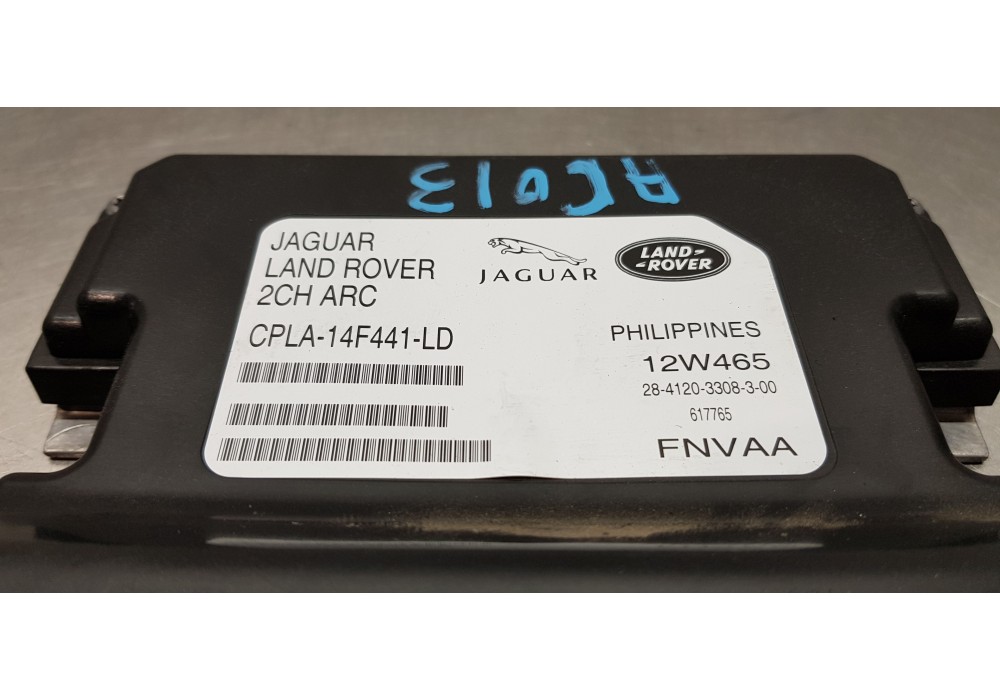 AC013
JAGUAR
LAND ROVER
2CH ARC
CPLA-14F441-LD
JAGUAR
LAND-
-ROVER
PHILIPPINES
12W465
28-4120-3308-3-00
617765
FNVAA